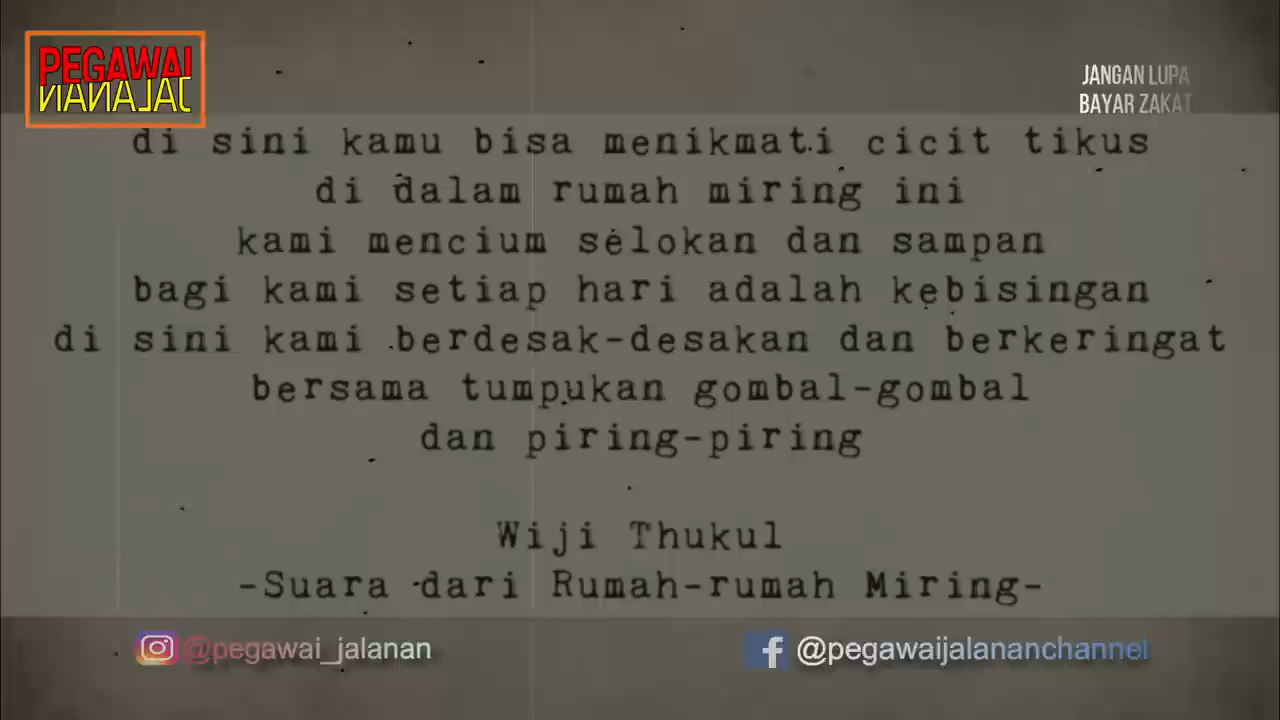 PEGAWAI
JALANAN
JANGAN LUPA
BAYAR ZAKAT
di sini kamu bisa menikmati cicit tikus
di dalam rumah miring ini
kami mencium selokan dan sampan
bagi kami setiap hari adalah kebisingan
di sini kami berdesak-desakan dan berkeringat
bersama tumpukan gombal-gombal
dan piring-piring
Wiji Thukul
-Suara dari Rumah-rumah Miring-
@pegawai_jalanan
@pegawaijalananchannel